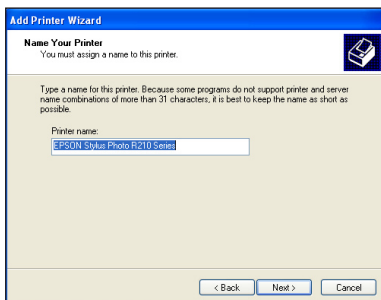 Add Printer Wizard
Name Your Printer
You must assign a name to this printer.
Type a name for this printer. Because some programs do not support printer and server
name combinations of more than 31 characters, it is best to keep the name as short as
possible.
Printer name:
EPSON Stylus Photo R210 Series
< Back Next > Cancel